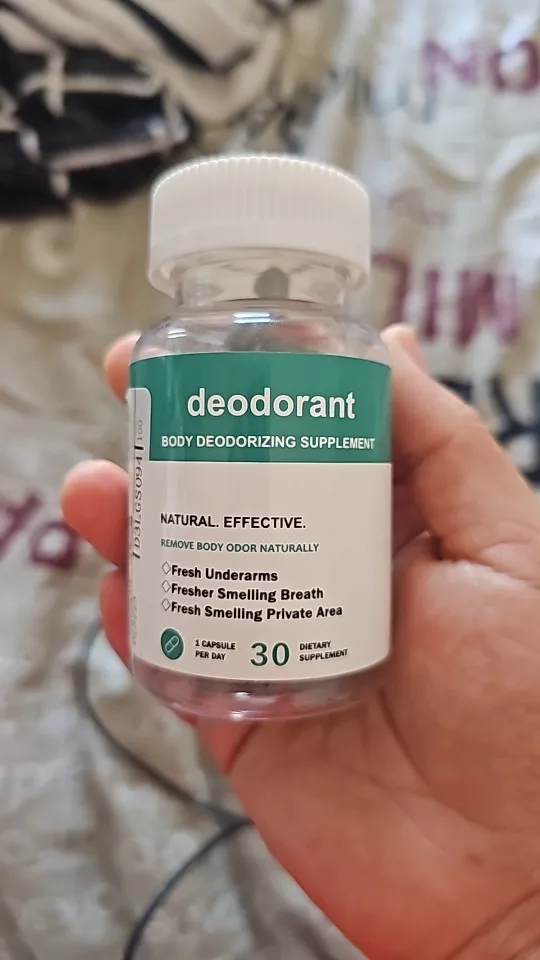 deodorant
BODY DEODORIZING SUPPLEMENT
NATURAL. EFFECTIVE.
REMOVE BODY ODOR NATURALLY
◇Fresh Underarms
◇Fresher Smelling Breath
◇Fresh Smelling Private Area
1 CAPSULE
PER DAY
30
DIETARY
SUPPLEMENT
100